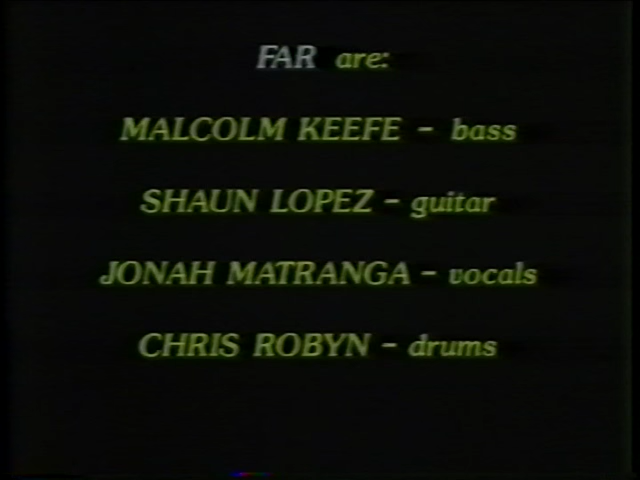 FAR are:
MALCOLM KEEFE - bass
SHAUN LOPEZ - guitar
JONAH MATRANGA - vocals
CHRIS ROBYN - drums